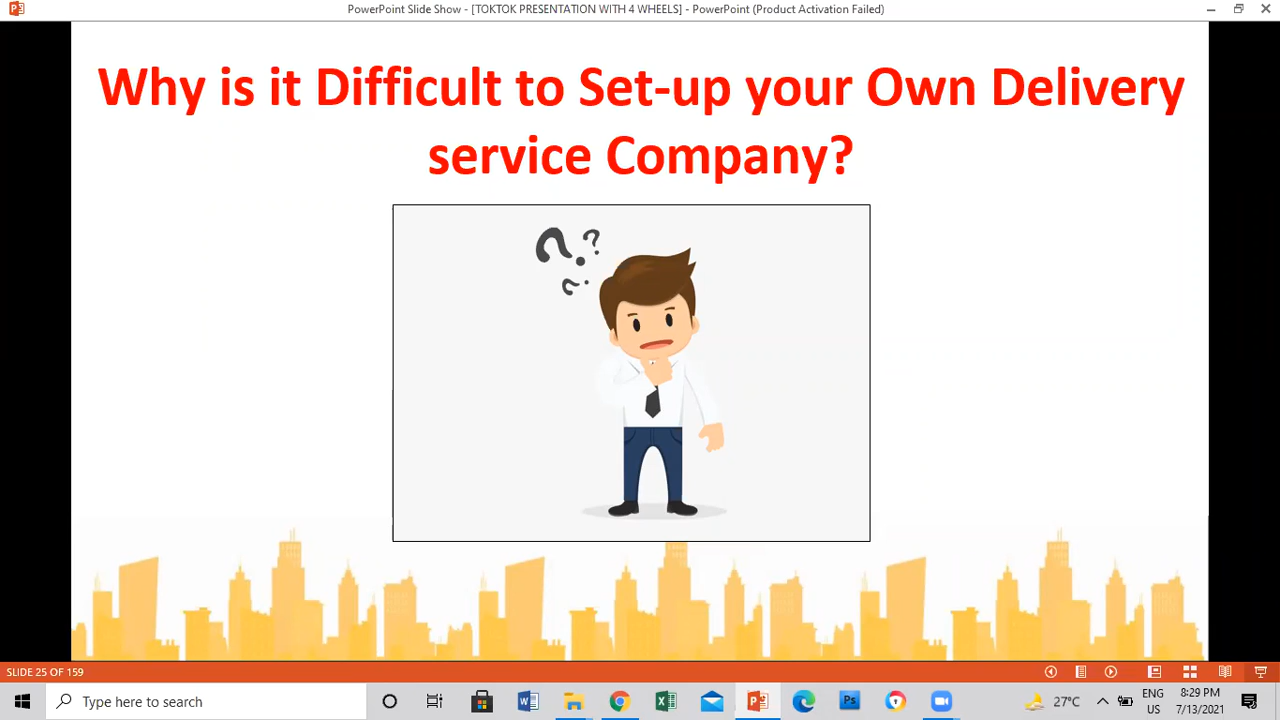 PowerPoint Slide Show - [TOKTOK PRESENTATION WITH 4 WHEELS] - PowerPoint (Product Activation Failed)
Why is it Difficult to Set-up your Own Delivery
service Company?
? ?
?
SLIDE 25 OF 159
Type here to search
27°C
ENG
US
8:29 PM
7/13/2021